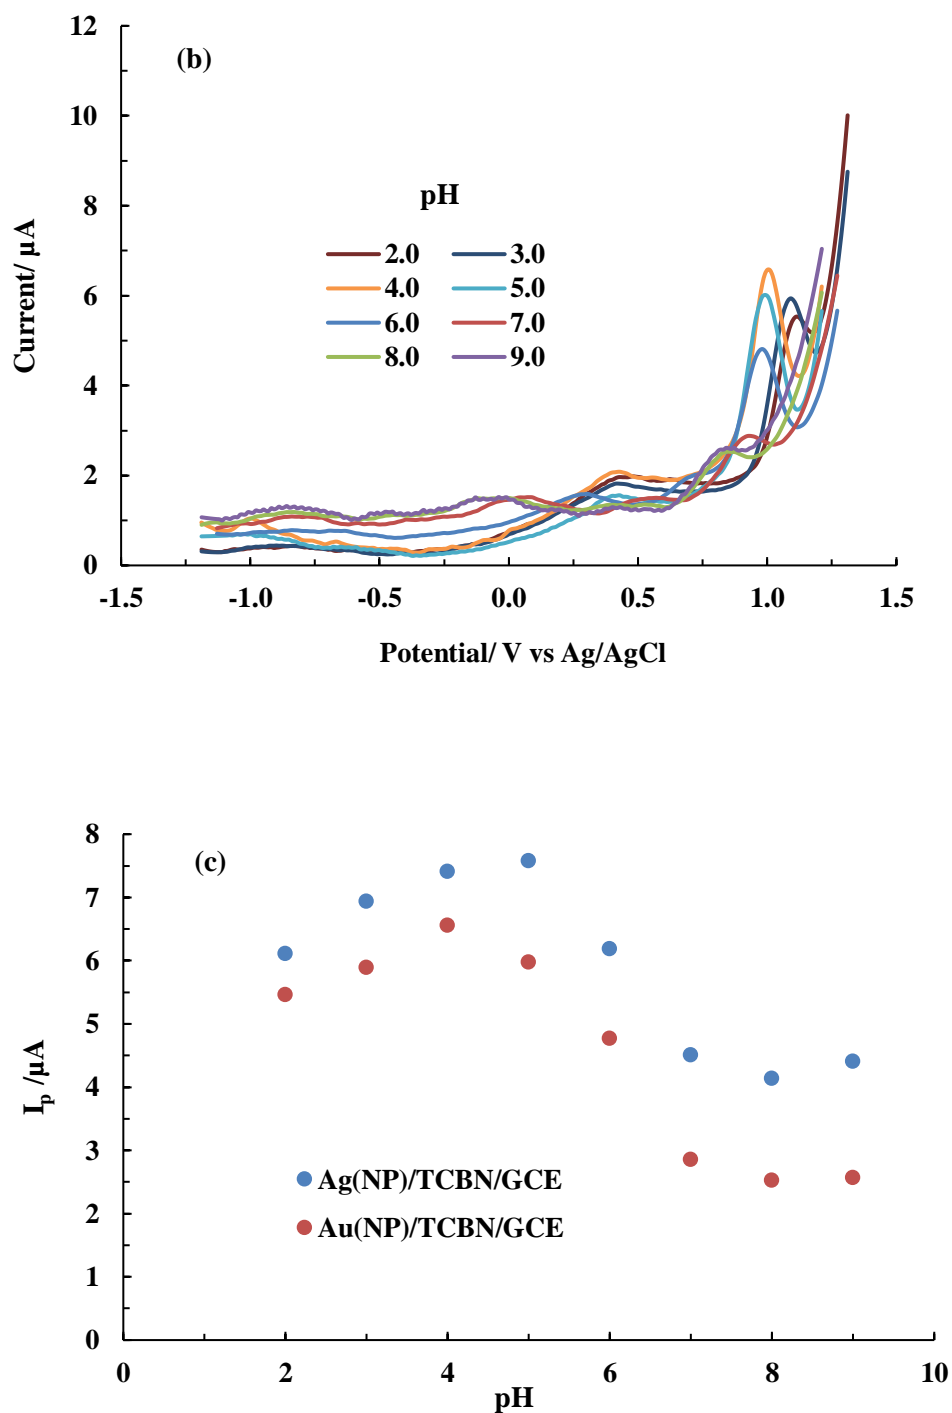 (b)
12
10
8
6
4
2
0
Current/ μA
pH
2.0 3.0
4.0 5.0
6.0 7.0
8.0 9.0
-1.5 -1.0 -0.5 0.0 0.5 1.0 1.5
Potential/ V vs Ag/AgCl
(c)
8
7
6
5
4
3
2
1
0
Ip /μA
Ag(NP)/TCBN/GCE
Au(NP)/TCBN/GCE
0 2 4 6 8 10
pH